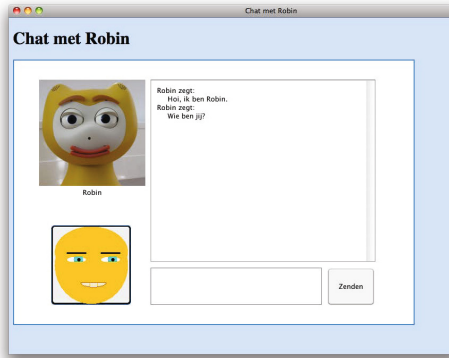 Chat met Robin
Chat met Robin
Robin zegt:
Hoi, ik ben Robin.
Robin zegt:
Wie ben jij?
Robin
Zenden